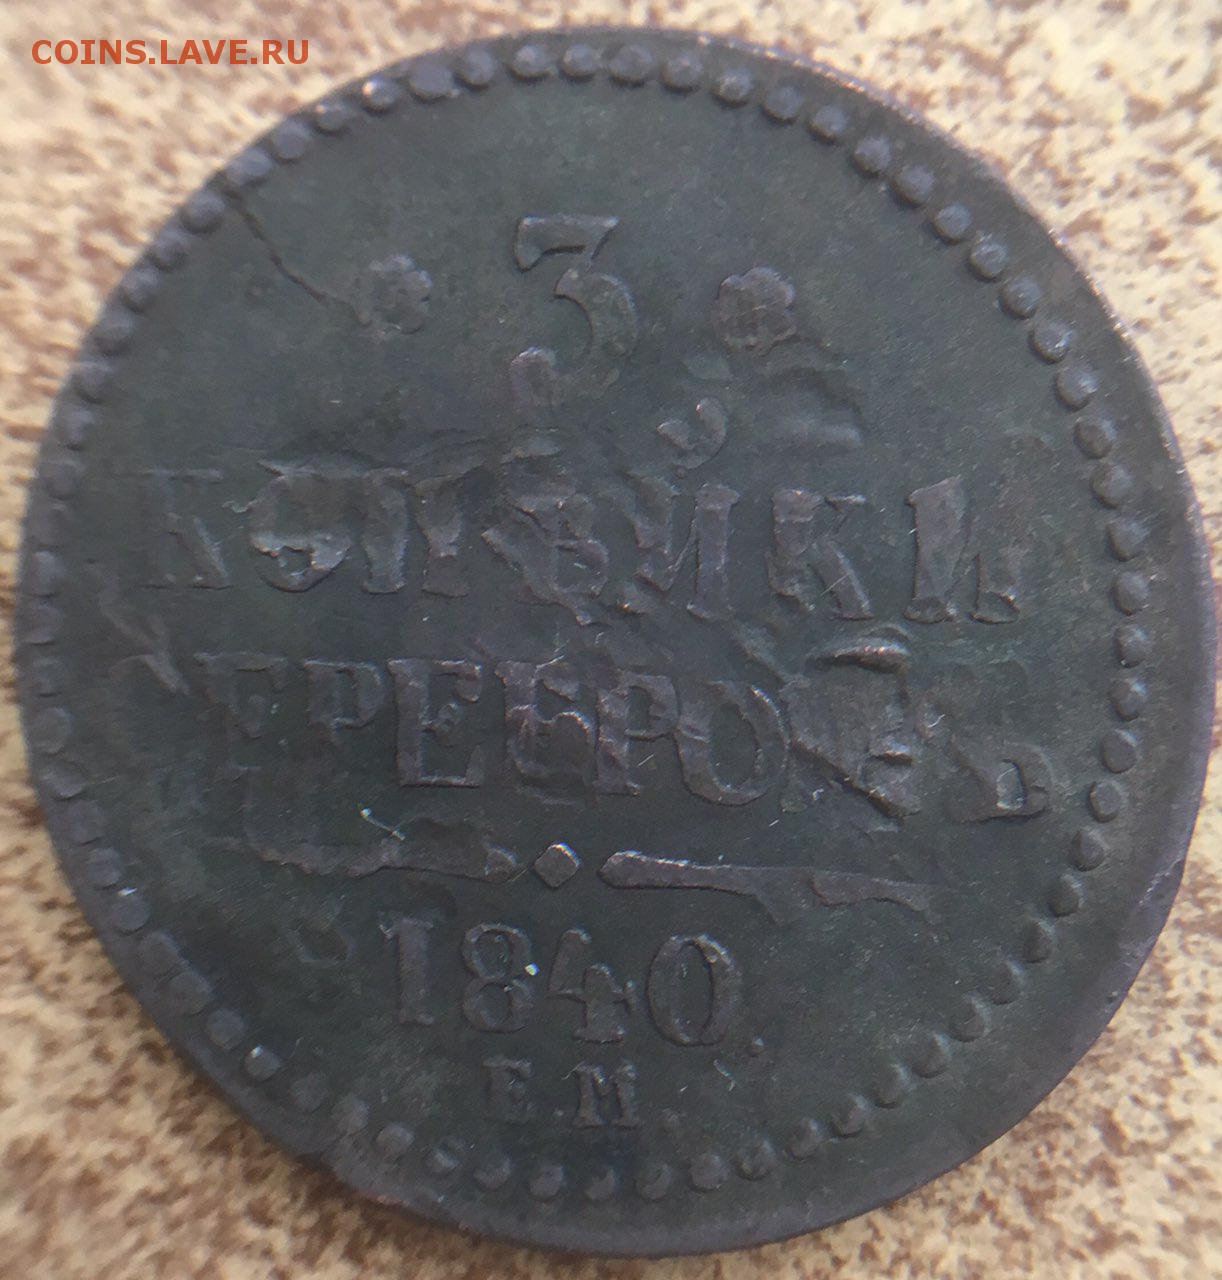 COINS.LAVE.RU
3
КОПѢЙКИ
СЕРЕБРОМЪ
1840.
Е.М.